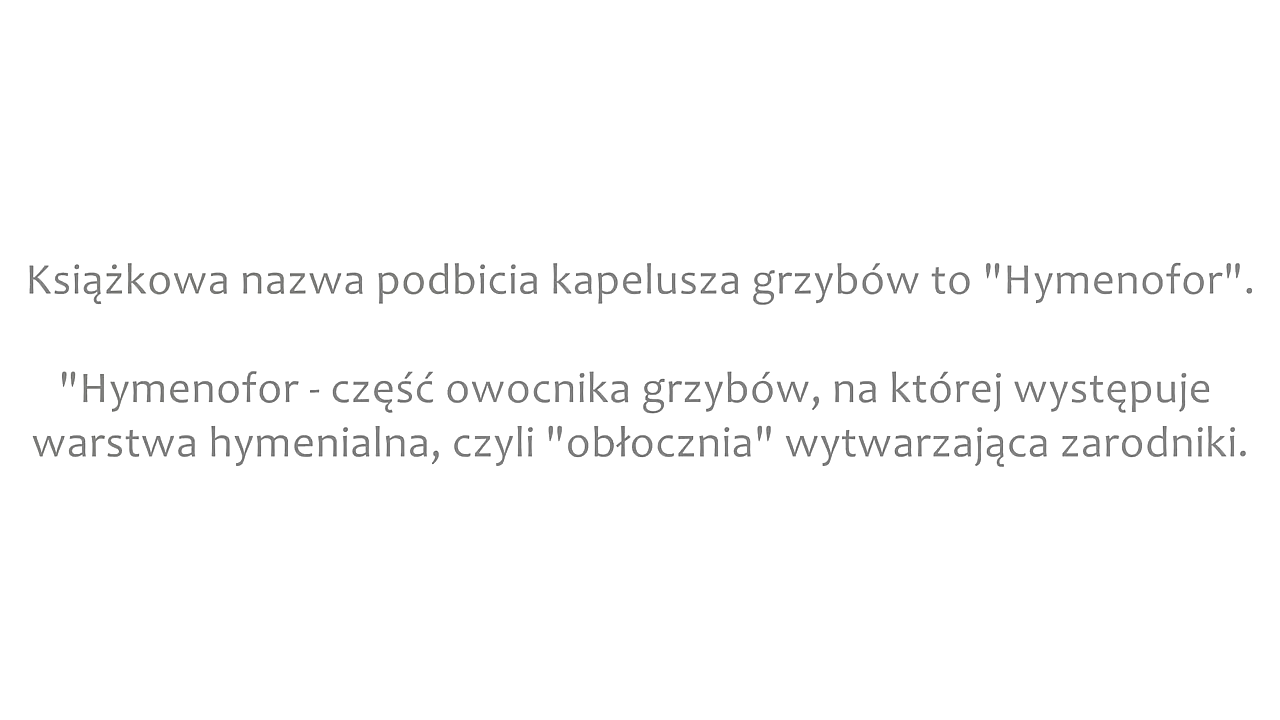 Książkowa nazwa podbicia kapelusza grzybów to "Hymenofor".
"Hymenofor - część owocnika grzybów, na której występuje
warstwa hymenialna, czyli "obłocznia" wytwarzająca zarodniki.